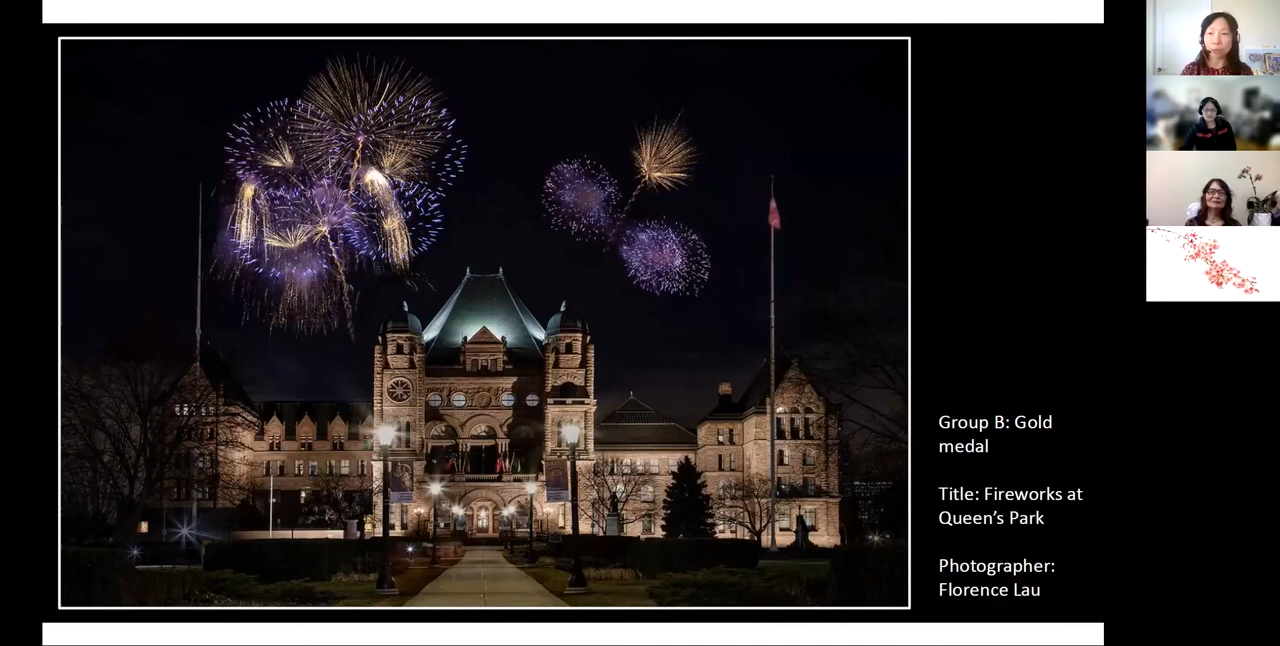 Group B: Gold
medal
Title: Fireworks at
Queen’s Park
Photographer:
Florence Lau